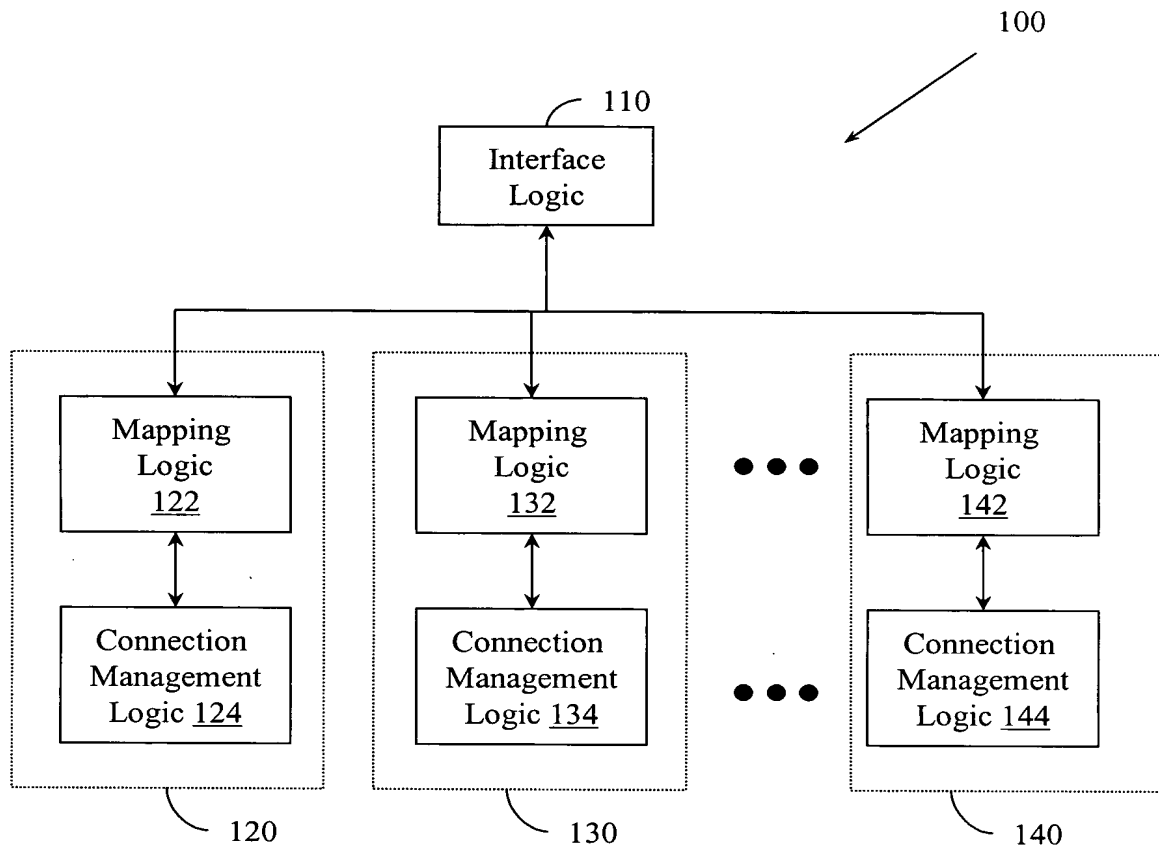 100
110
Interface
Logic
Mapping
Logic
122
Mapping
Logic
132
Mapping
Logic
142
Connection
Management
Logic 124
Connection
Management
Logic 134
Connection
Management
Logic 144
120
130
140